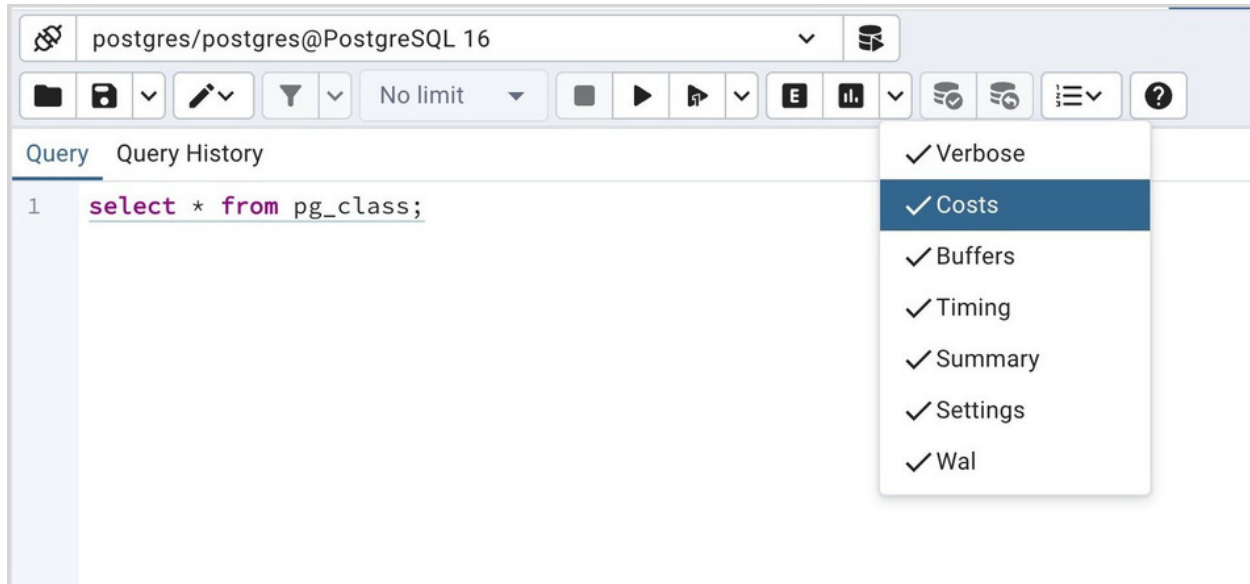 postgres/postgres@PostgreSQL 16
No limit
E
Query Query History
1 select * from pg_class;
Verbose
Costs
Buffers
Timing
Summary
Settings
Wal